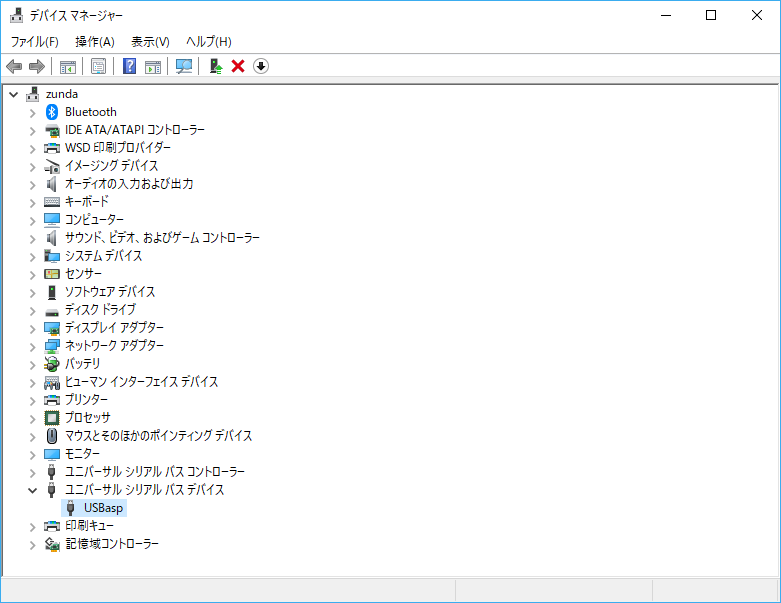 デバイス マネージャー
ファイル(F) 操作(A) 表示(V) ヘルプ(H)
zunda
Bluetooth
IDE ATA/ATAPI コントローラー
WSD 印刷プロバイダー
イメージング デバイス
オーディオの入力および出力
キーボード
コンピューター
サウンド、ビデオ、およびゲーム コントローラー
システム デバイス
センサー
ソフトウェア デバイス
ディスク ドライブ
ディスプレイ アダプター
ネットワーク アダプター
バッテリ
ヒューマン インターフェイス デバイス
プリンター
プロセッサ
マウスとそのほかのポインティング デバイス
モニター
ユニバーサル シリアル バス コントローラー
ユニバーサル シリアル バス デバイス
USBasp
印刷キュー
記憶域コントローラー